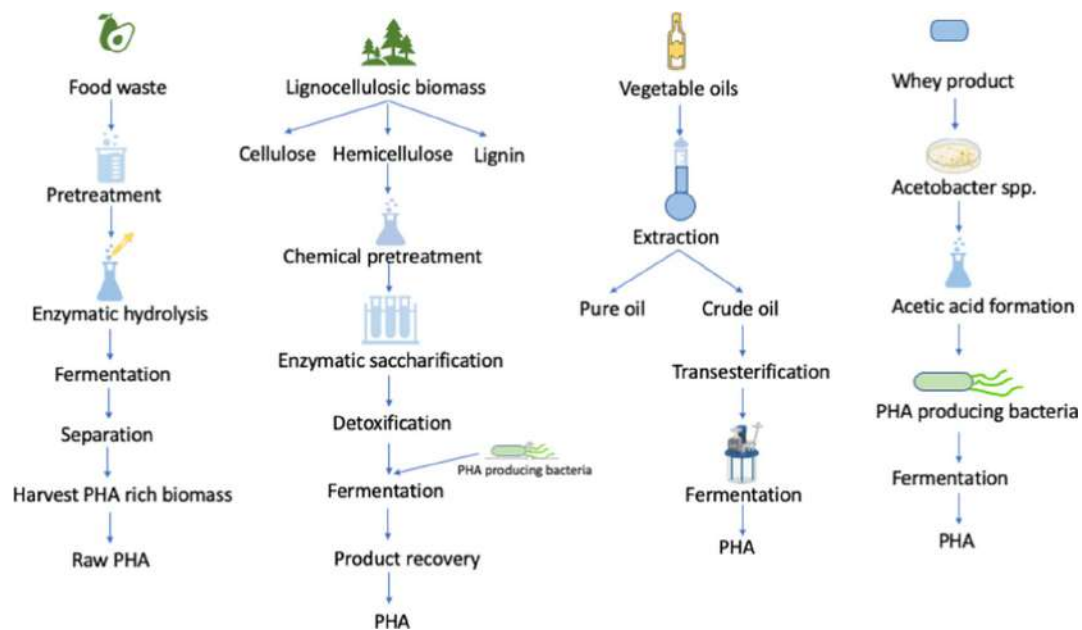 Food waste
Pretreatment
Enzymatic hydrolysis
Fermentation
Separation
Harvest PHA rich biomass
Raw PHA
Lignocellulosic biomass
Cellulose Hemicellulose Lignin
Chemical pretreatment
Enzymatic saccharification
Detoxification
PHA producing bacteria
Fermentation
Product recovery
PHA
Vegetable oils
Extraction
Pure oil Crude oil
Transesterification
Fermentation
PHA
Whey product
Acetobacter spp.
Acetic acid formation
PHA producing bacteria
Fermentation
PHA